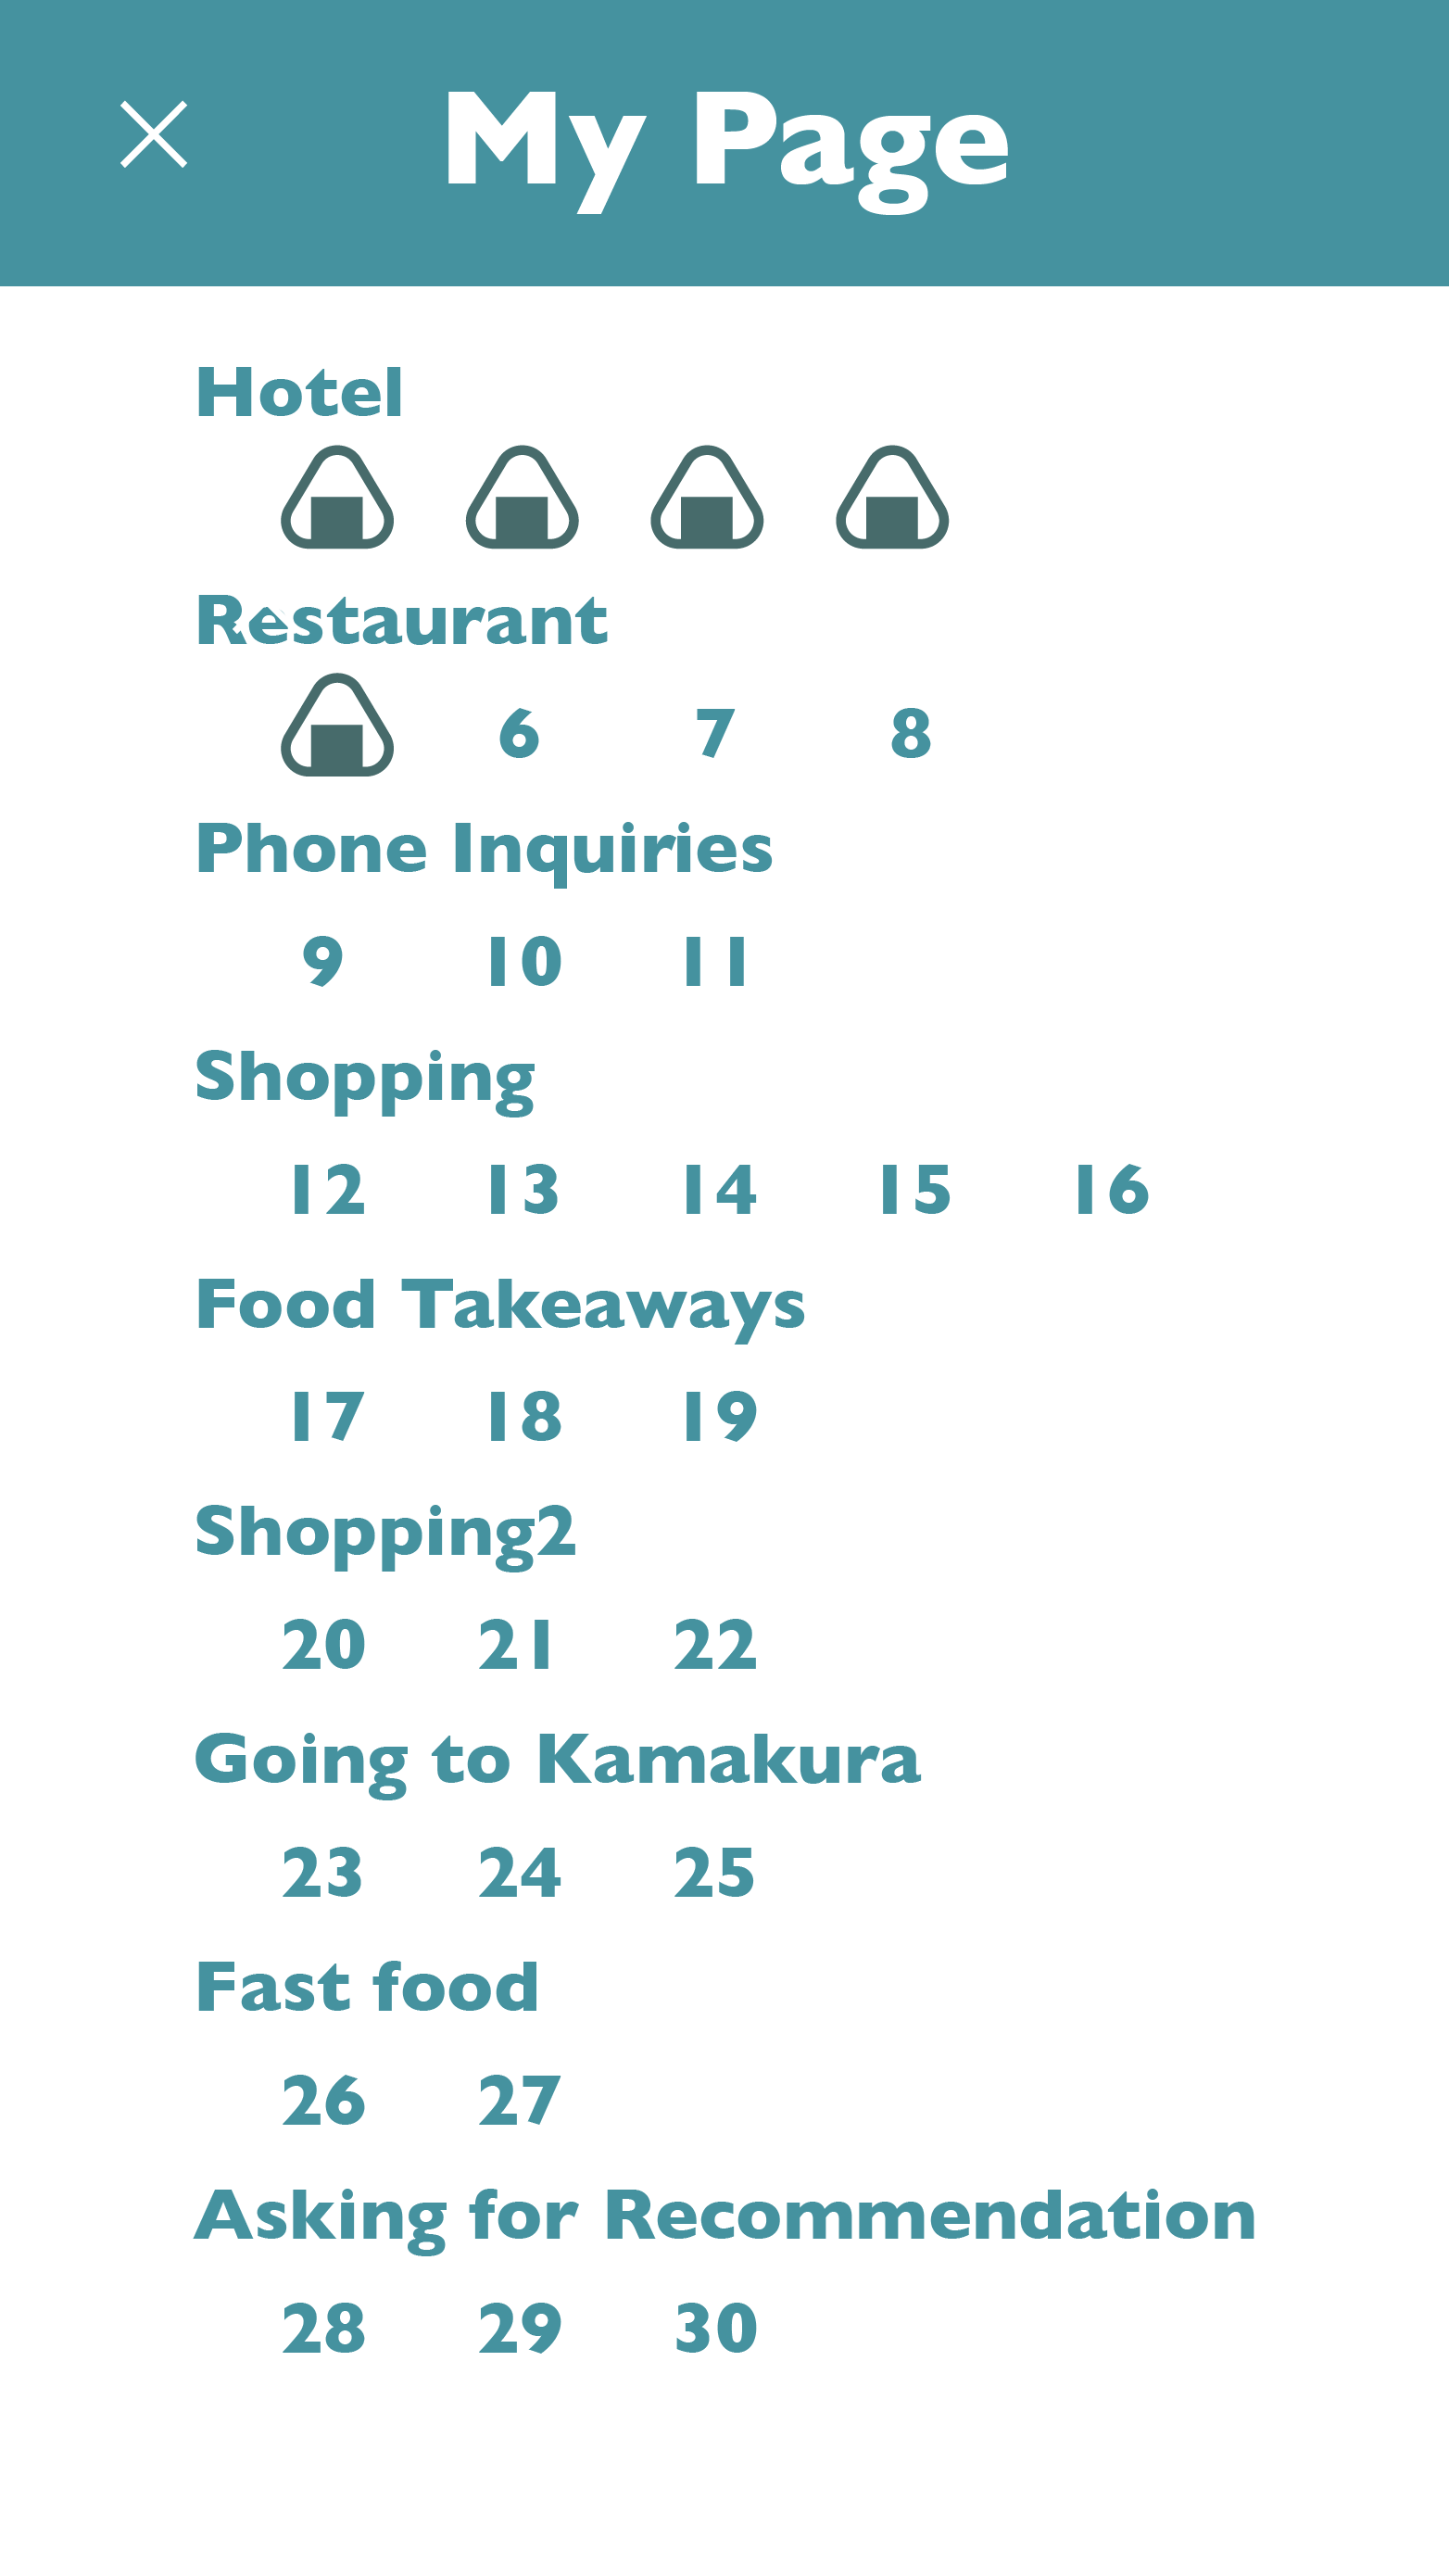 My Page
Hotel
Restaurant
6 7 8
Phone Inquiries
9 10 11
Shopping
12 13 14 15 16
Food Takeaways
17 18 19
Shopping2
20 21 22
Going to Kamakura
23 24 25
Fast food
26 27
Asking for Recommendation
28 29 30